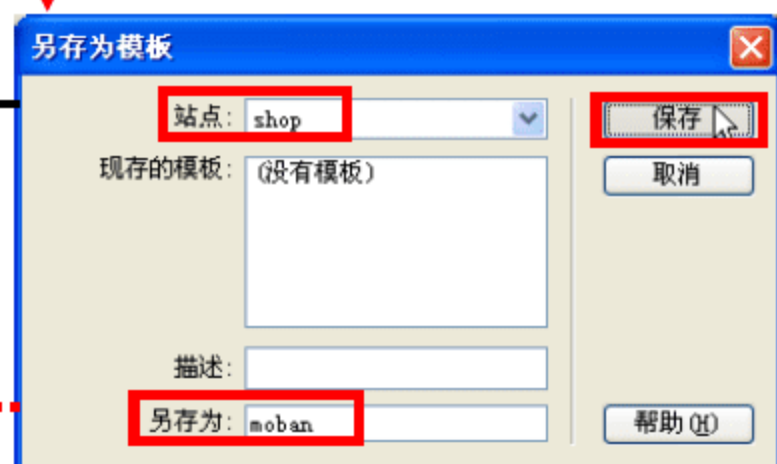 另存为模板
站点: shop
保存
现存的模板: (没有模板)
取消
描述:
另存为: moban
帮助(H)